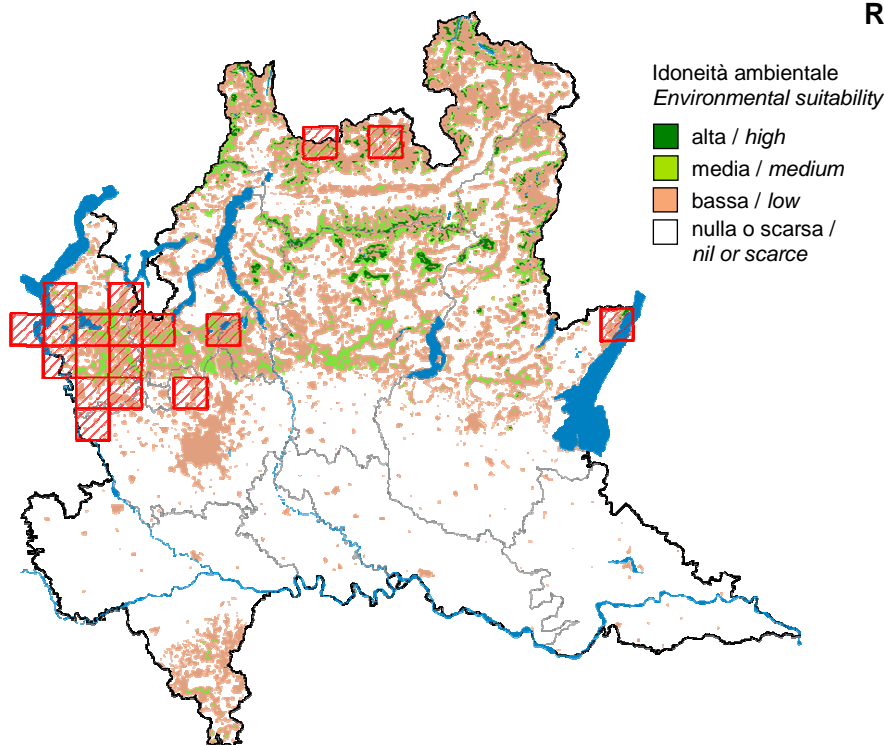 R
Idoneità ambientale
Environmental suitability
alta / high
media / medium
bassa / low
nulla o scarsa /
nil or scarce